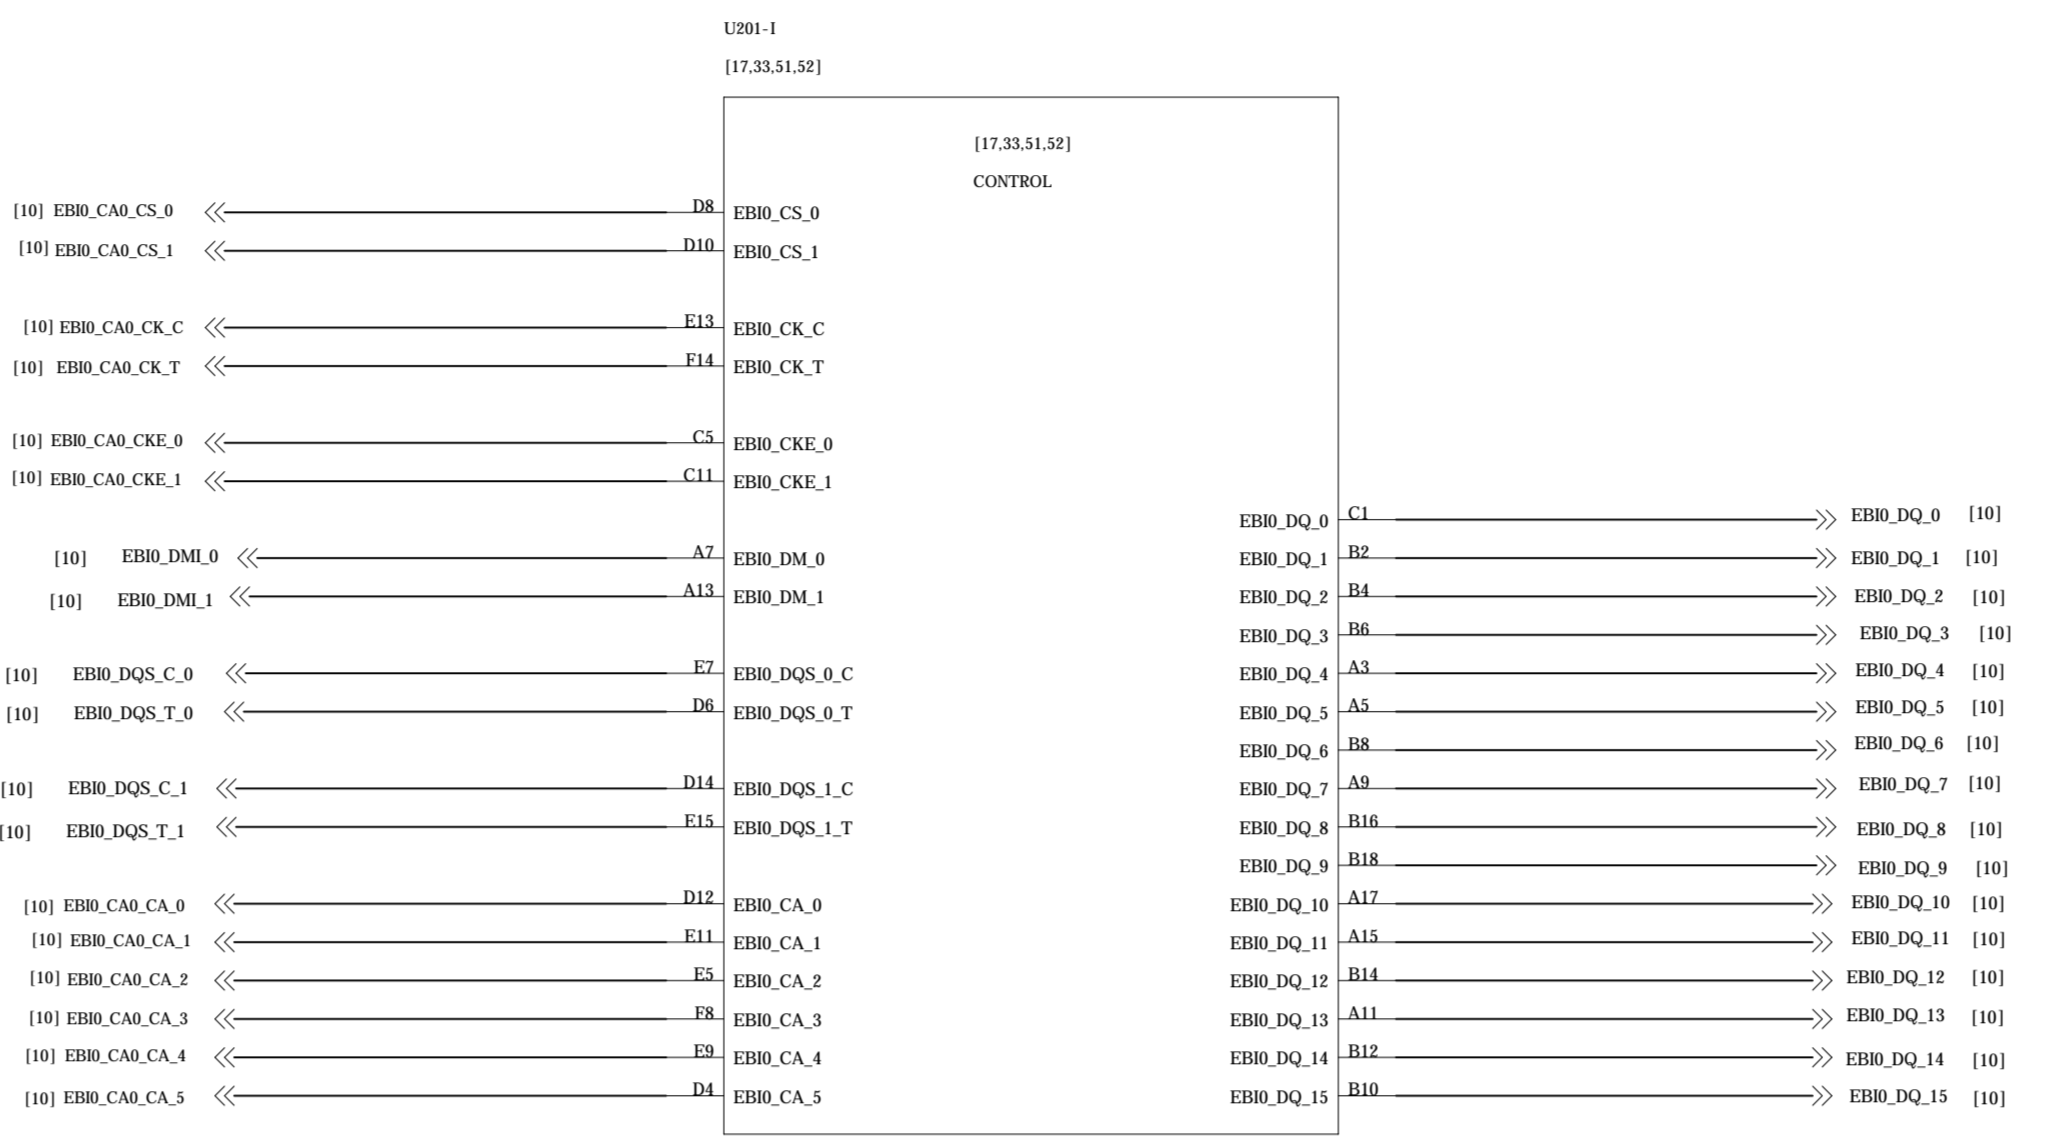 U201-I
[17,33,51,52]
[17,33,51,52]
CONTROL
[10] EBI0_CA0_CS_0 D8 EBI0_CS_0
[10] EBI0_CA0_CS_1 D10 EBI0_CS_1
[10] EBI0_CA0_CK_C E13 EBI0_CK_C
[10] EBI0_CA0_CK_T F14 EBI0_CK_T
[10] EBI0_CA0_CKE_0 C5 EBI0_CKE_0
[10] EBI0_CA0_CKE_1 C11 EBI0_CKE_1
EBI0_DQ_0 C1 EBI0_DQ_0 [10]
[10] EBI0_DMI_0 A7 EBI0_DM_0 EBI0_DQ_1 B2 EBI0_DQ_1 [10]
[10] EBI0_DMI_1 A13 EBI0_DM_1 EBI0_DQ_2 B4 EBI0_DQ_2 [10]
EBI0_DQ_3 B6 EBI0_DQ_3 [10]
[10] EBI0_DQS_C_0 E7 EBI0_DQS_0_C EBI0_DQ_4 A3 EBI0_DQ_4 [10]
[10] EBI0_DQS_T_0 D6 EBI0_DQS_0_T EBI0_DQ_5 A5 EBI0_DQ_5 [10]
EBI0_DQ_6 B8 EBI0_DQ_6 [10]
[10] EBI0_DQS_C_1 D14 EBI0_DQS_1_C EBI0_DQ_7 A9 EBI0_DQ_7 [10]
[10] EBI0_DQS_T_1 E15 EBI0_DQS_1_T EBI0_DQ_8 B16 EBI0_DQ_8 [10]
EBI0_DQ_9 B18 EBI0_DQ_9 [10]
[10] EBI0_CA0_CA_0 D12 EBI0_CA_0 EBI0_DQ_10 A17 EBI0_DQ_10 [10]
[10] EBI0_CA0_CA_1 E11 EBI0_CA_1 EBI0_DQ_11 A15 EBI0_DQ_11 [10]
[10] EBI0_CA0_CA_2 E5 EBI0_CA_2 EBI0_DQ_12 B14 EBI0_DQ_12 [10]
[10] EBI0_CA0_CA_3 F8 EBI0_CA_3 EBI0_DQ_13 A11 EBI0_DQ_13 [10]
[10] EBI0_CA0_CA_4 E9 EBI0_CA_4 EBI0_DQ_14 B12 EBI0_DQ_14 [10]
[10] EBI0_CA0_CA_5 D4 EBI0_CA_5 EBI0_DQ_15 B10 EBI0_DQ_15 [10]